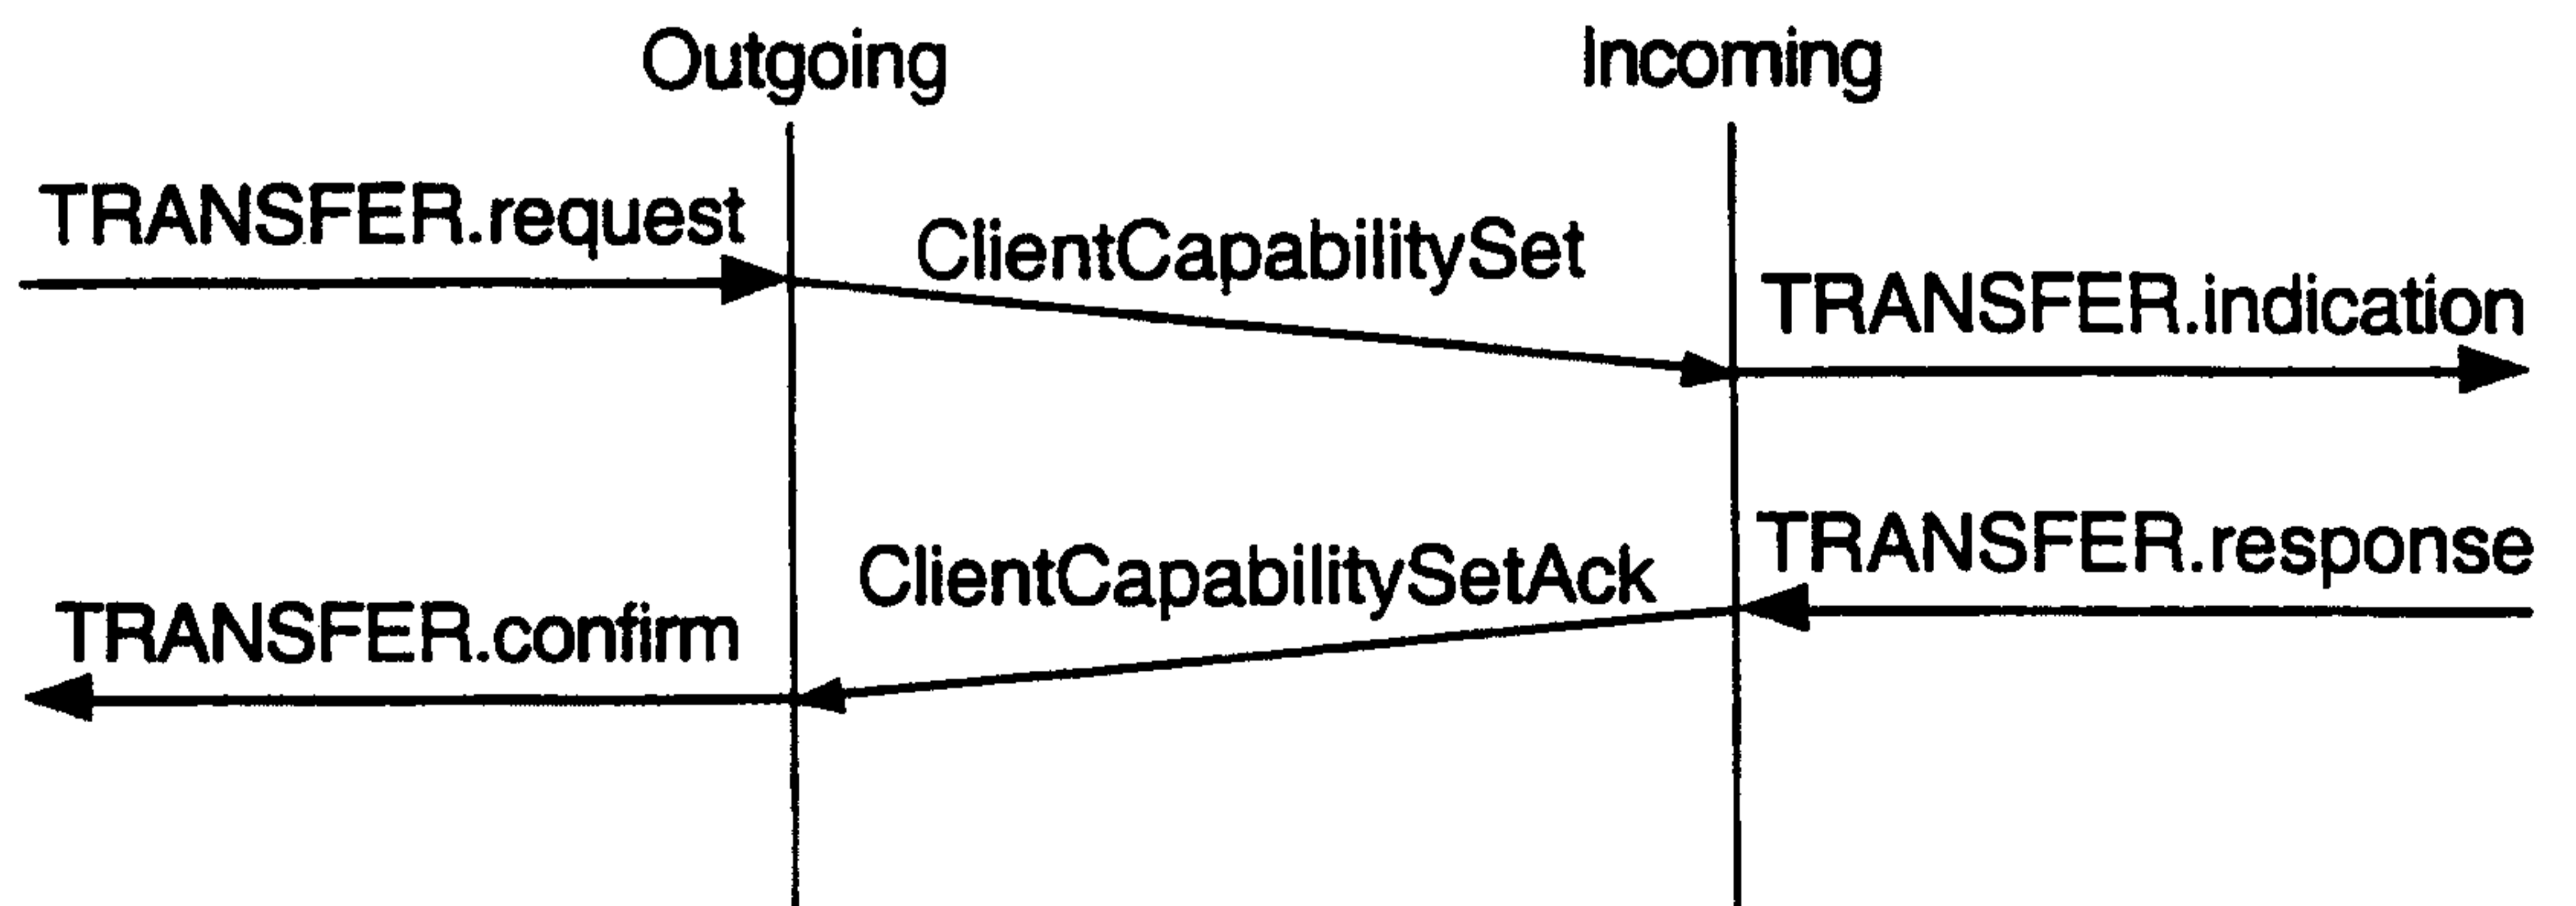 Outgoing
Incoming
TRANSFER.request
ClientCapabilitySet
TRANSFER.indication
TRANSFER.response
ClientCapabilitySetAck
TRANSFER.confirm